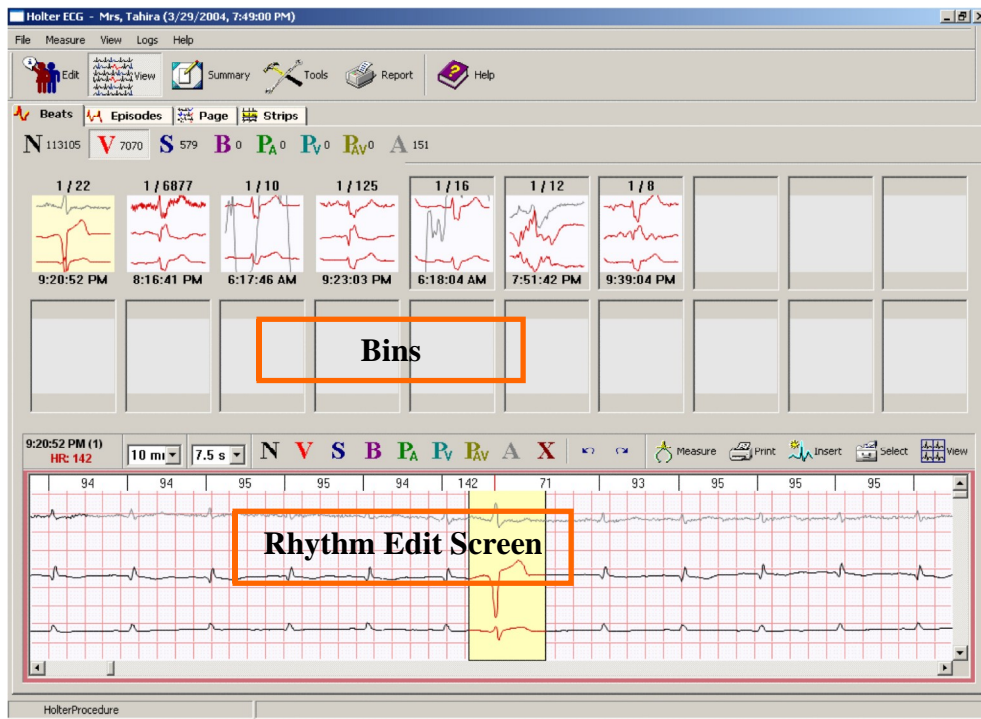 Holter ECG - Mrs, Tahira (3/29/2004, 7:49:00 PM)
File Measure View Logs Help
Edit View Summary Tools Report Help
Beats Episodes Page Strips
N 113105 V 7070 S 579 B 0 PA 0 PV 0 PAV 0 A 151
1 / 22 1 / 6877 1 / 10 1 / 125 1 / 16 1 / 12 1 / 8
9:20:52 PM 8:16:41 PM 6:17:46 AM 9:23:03 PM 6:18:04 AM 7:51:42 PM 9:39:04 PM
Bins
9:20:52 PM (1)
HR: 142
10 m 7.5 s N V S B PA PV PAV A X Measure Print Insert Select View
94 94 95 95 94 142 71 93 95 95 95
Rhythm Edit Screen
HolterProcedure